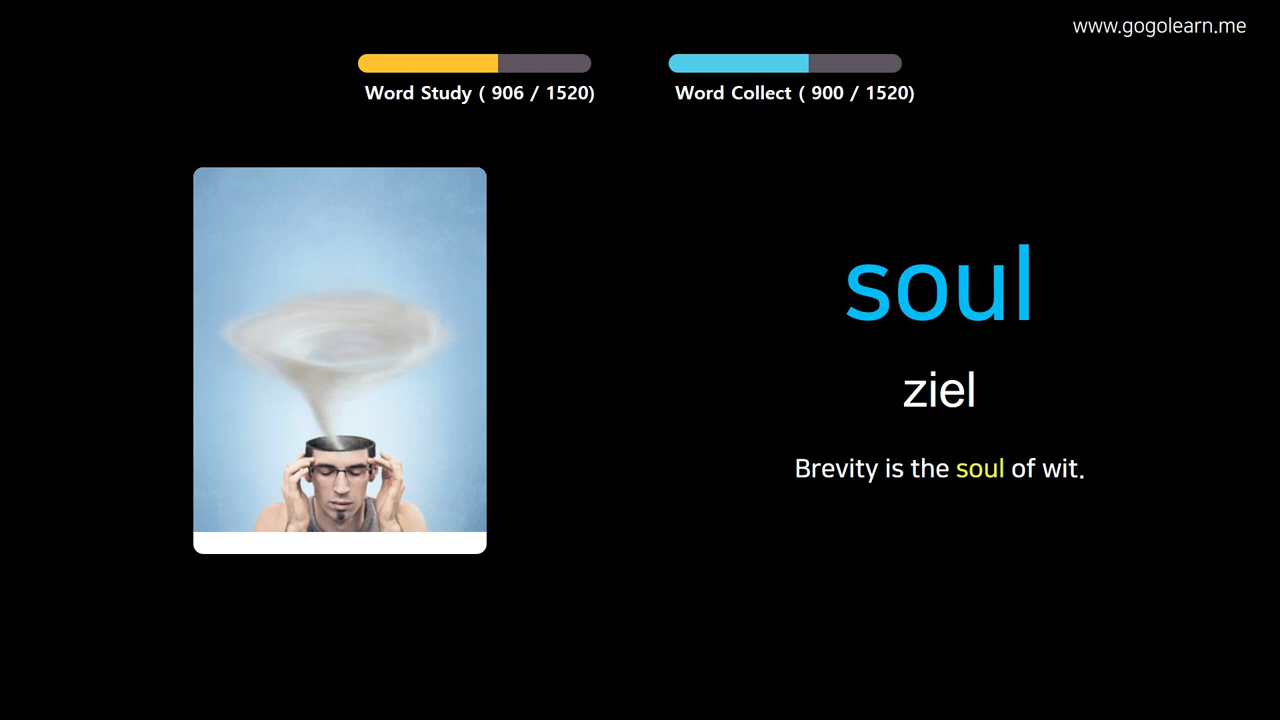 www.gogolearn.me
Word Study ( 906 / 1520)
Word Collect ( 900 / 1520)
soul
ziel
Brevity is the soul of wit.